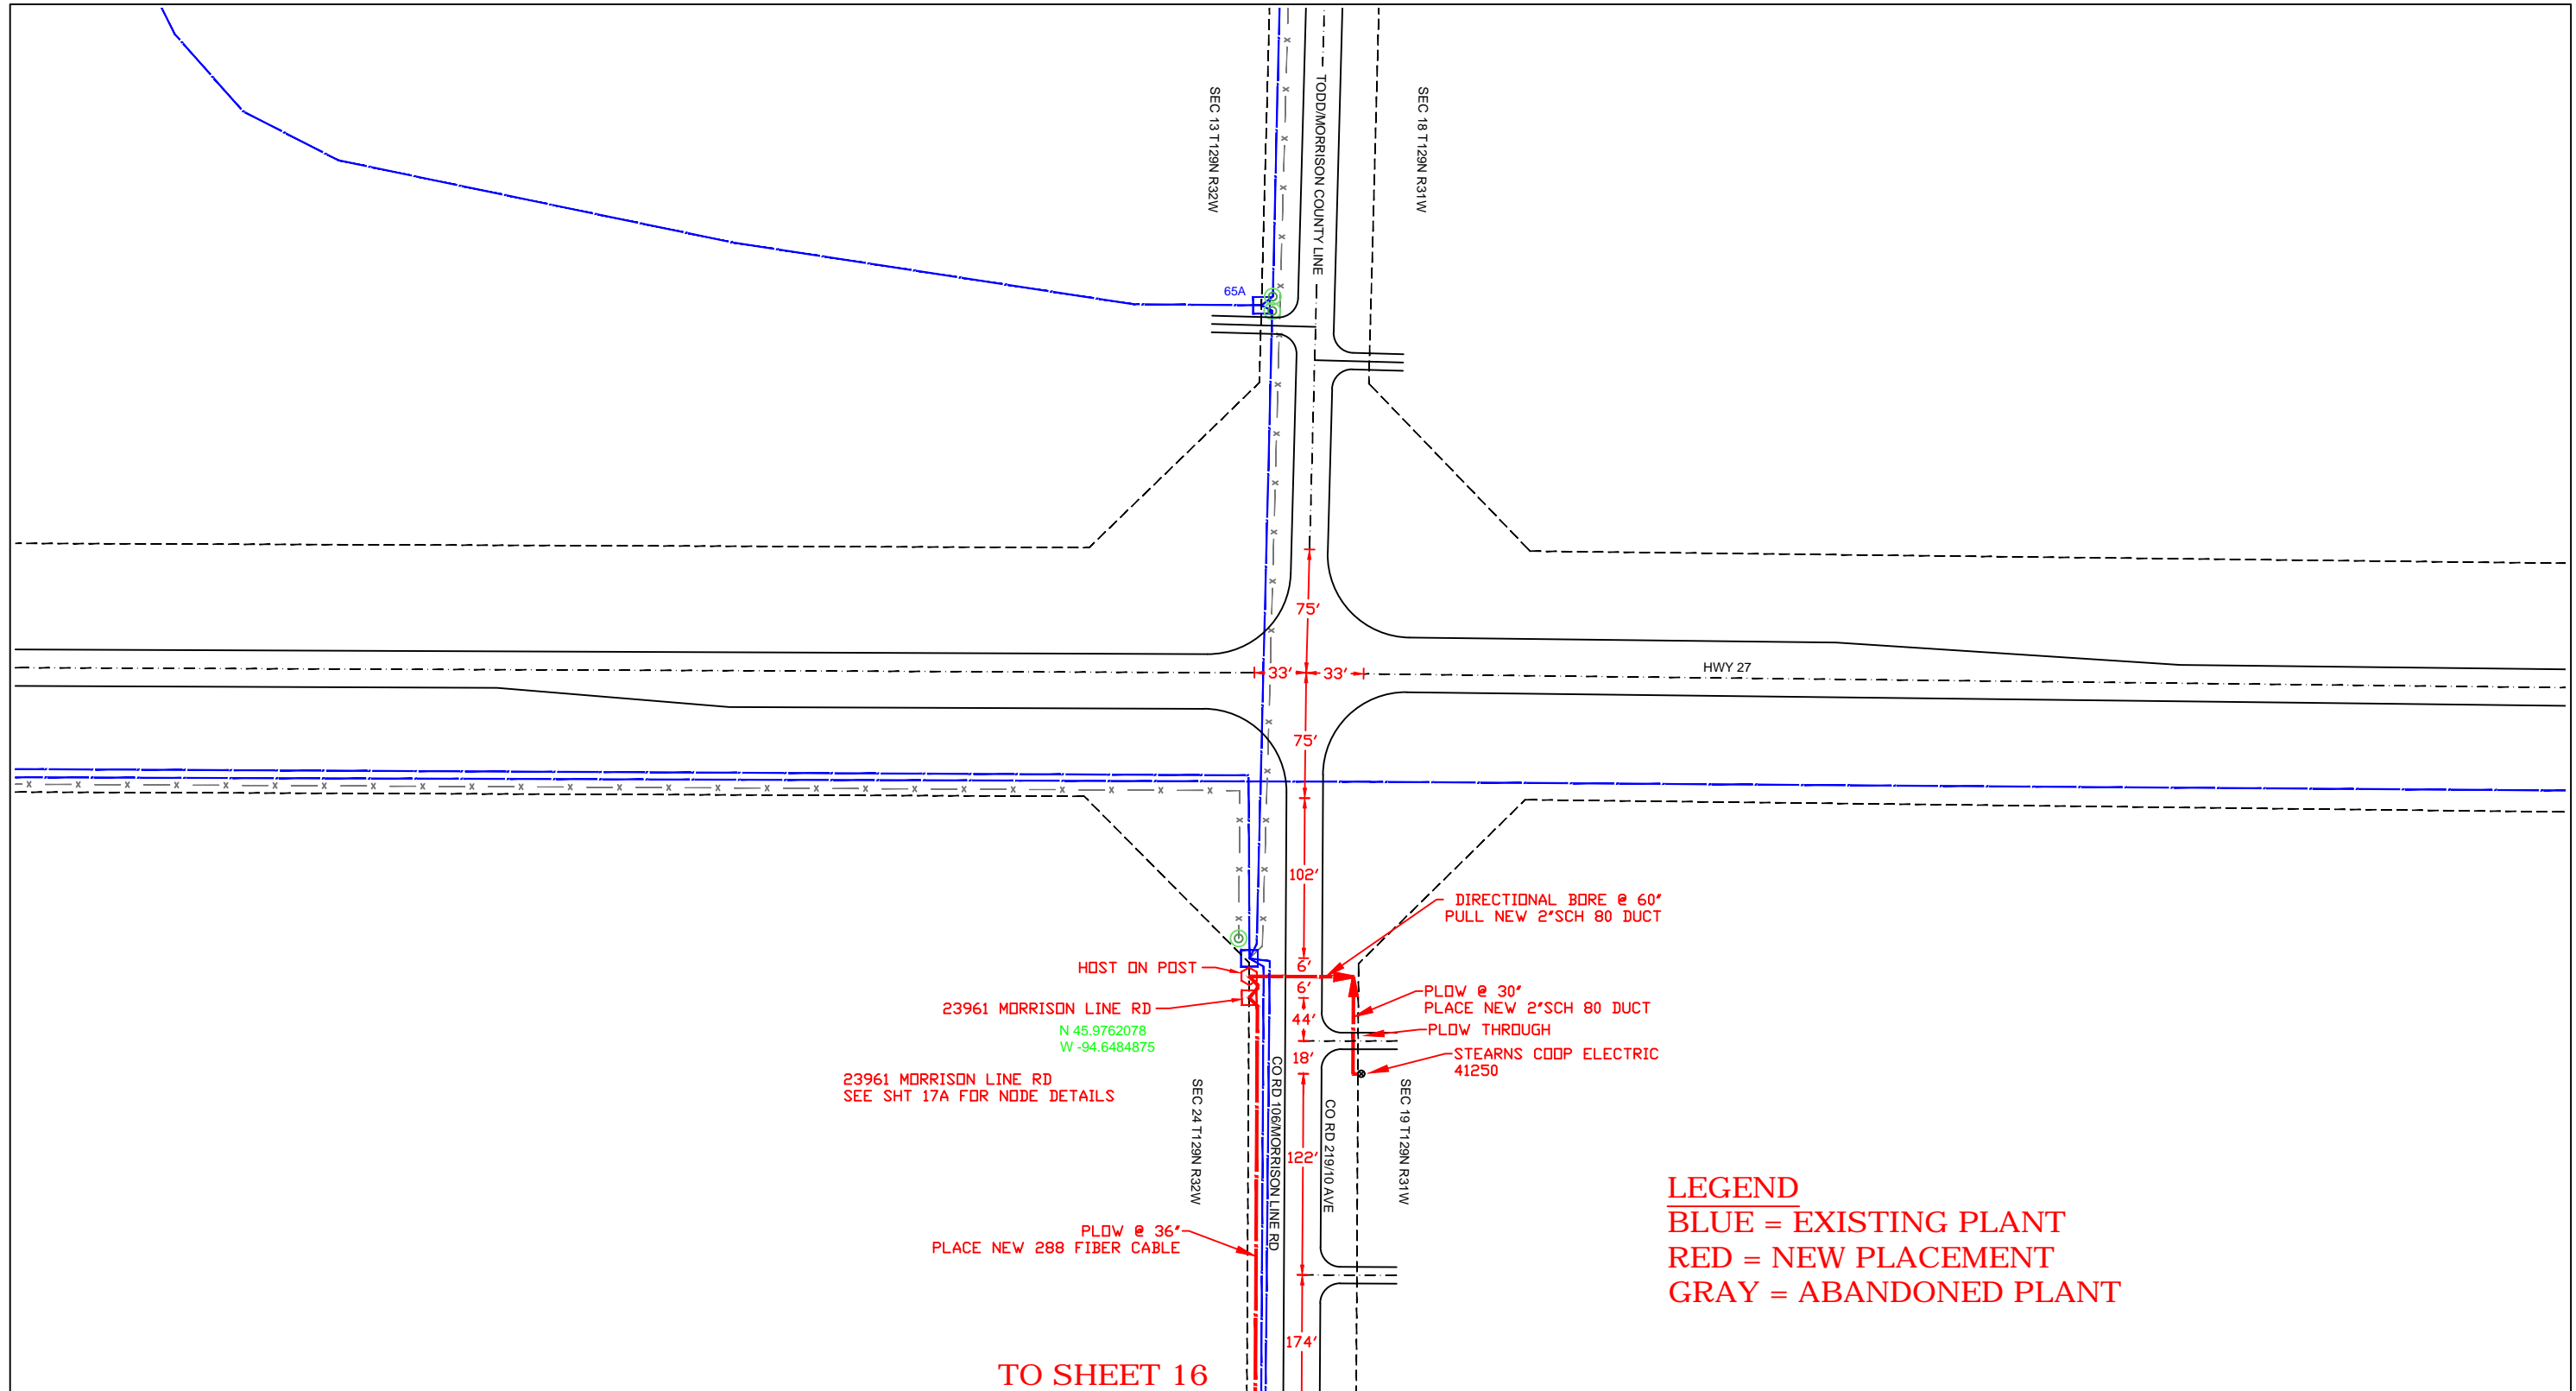 SEC 13 T129N R32W
TODD/MORRISON COUNTY LINE
SEC 18 T129N R31W
65A
75'
33'
33'
HWY 27
75'
102'
DIRECTIONAL BORE @ 60"
PULL NEW 2"SCH 80 DUCT
HOST ON POST
6'
6'
23961 MORRISON LINE RD
N 45.9762078
W -94.6484875
PLOW @ 30"
PLACE NEW 2"SCH 80 DUCT
44'
PLOW THROUGH
18'
STEARNS COOP ELECTRIC
41250
23961 MORRISON LINE RD
SEE SHT 17A FOR NODE DETAILS
SEC 24 T129N R32W
CO RD 106/MORRISON LINE RD
CO RD 219/10 AVE
SEC 19 T129N R31W
122'
PLOW @ 36"
PLACE NEW 288 FIBER CABLE
174'
LEGEND
BLUE = EXISTING PLANT
RED = NEW PLACEMENT
GRAY = ABANDONED PLANT
TO SHEET 16